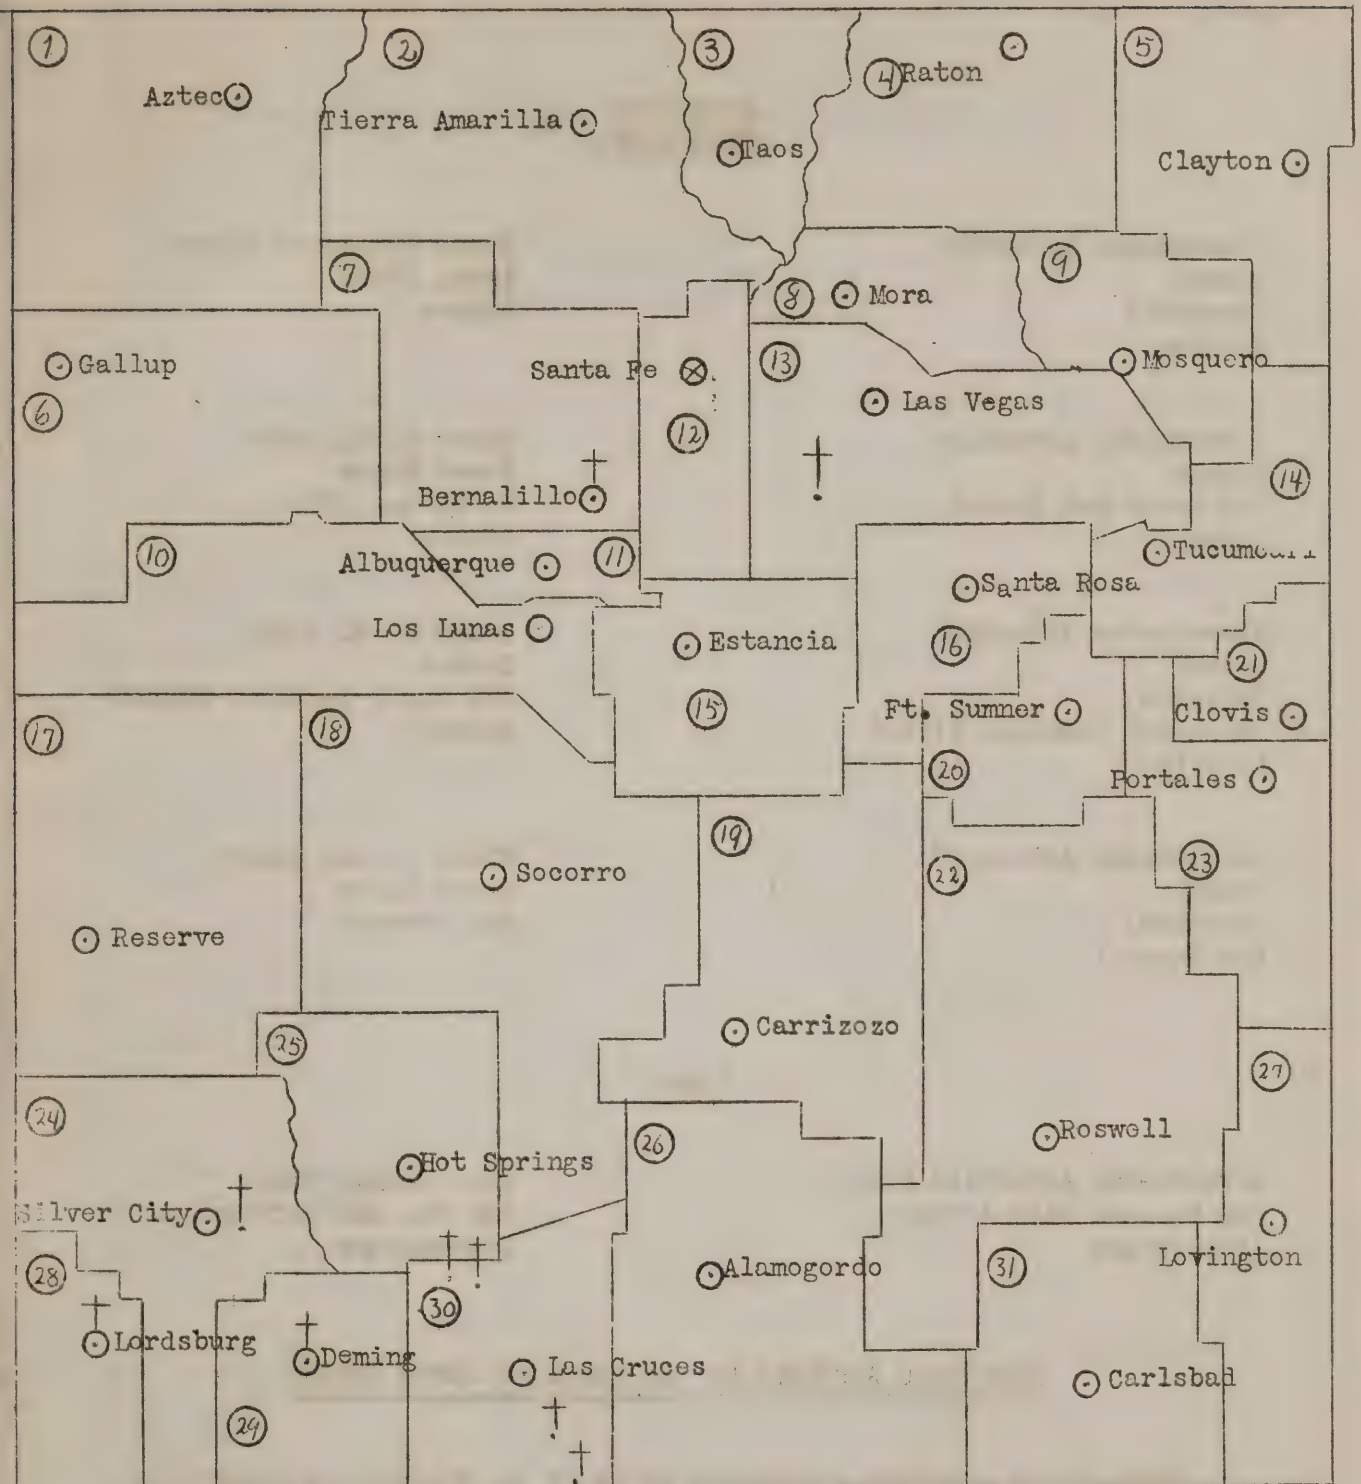 1 2 3 4 Raton 5
Aztec
Tierra Amarilla
Taos
Clayton
7 8 Mora 9
Gallup
6
Santa Fe
12
13
Mosquero
Las Vegas
14
Bernalillo
10
Albuquerque
11
Santa Rosa
Los Lunas
Estancia
16
21
15
Ft. Sumner
Clovis
17 18
20
Portales
19
22
23
Socorro
Reserve
25
Carrizozo
27
24
26
Roswell
Hot Springs
Silver City
28
30
Alamogordo
31
Lovington
Lordsburg
Deming
Las Cruces
Carlsbad
29